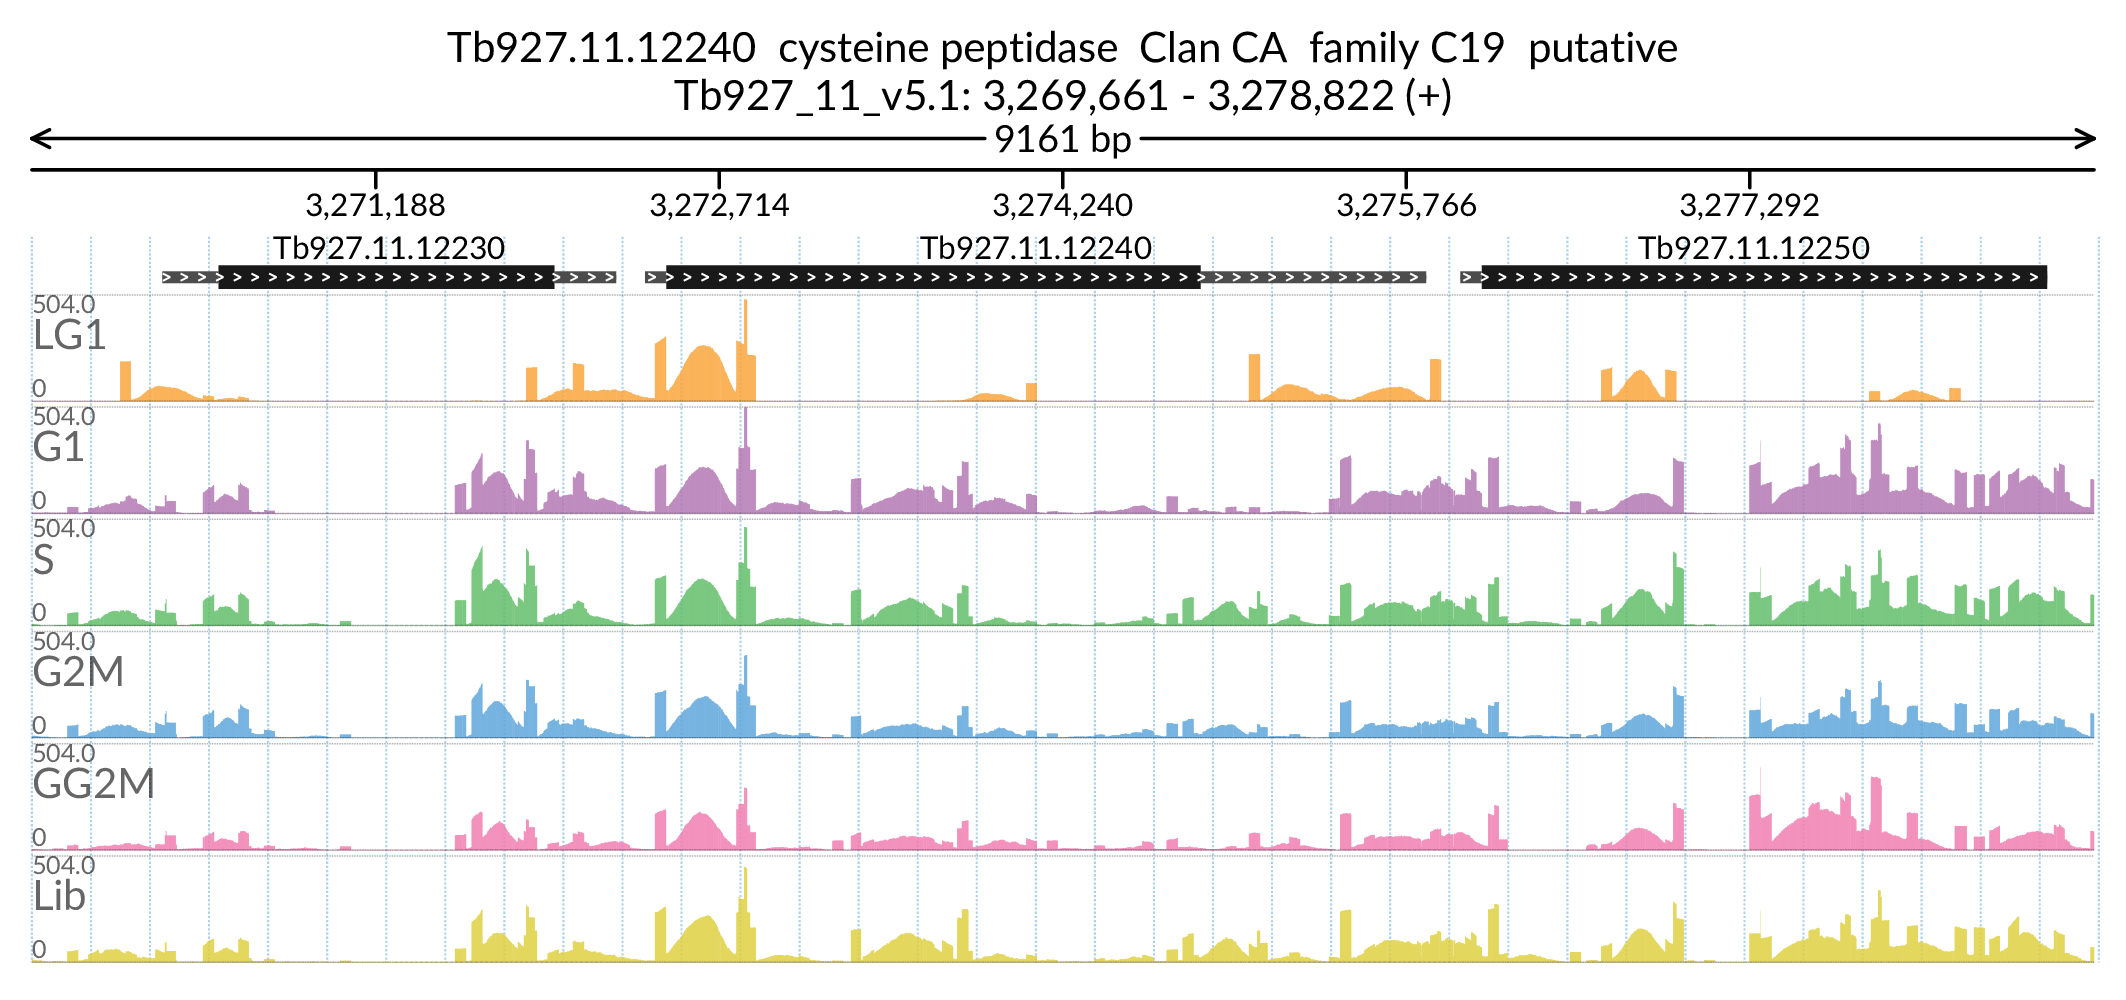 Tb927.11.12240 cysteine peptidase Clan CA family C19 putative
Tb927_11_v5.1: 3,269,661 - 3,278,822 (+)
9161 bp
3,271,188 3,272,714 3,274,240 3,275,766 3,277,292
Tb927.11.12230 Tb927.11.12240 Tb927.11.12250
504.0
LG1
0
504.0
G1
0
504.0
S
0
504.0
G2M
0
504.0
GG2M
0
504.0
Lib
0